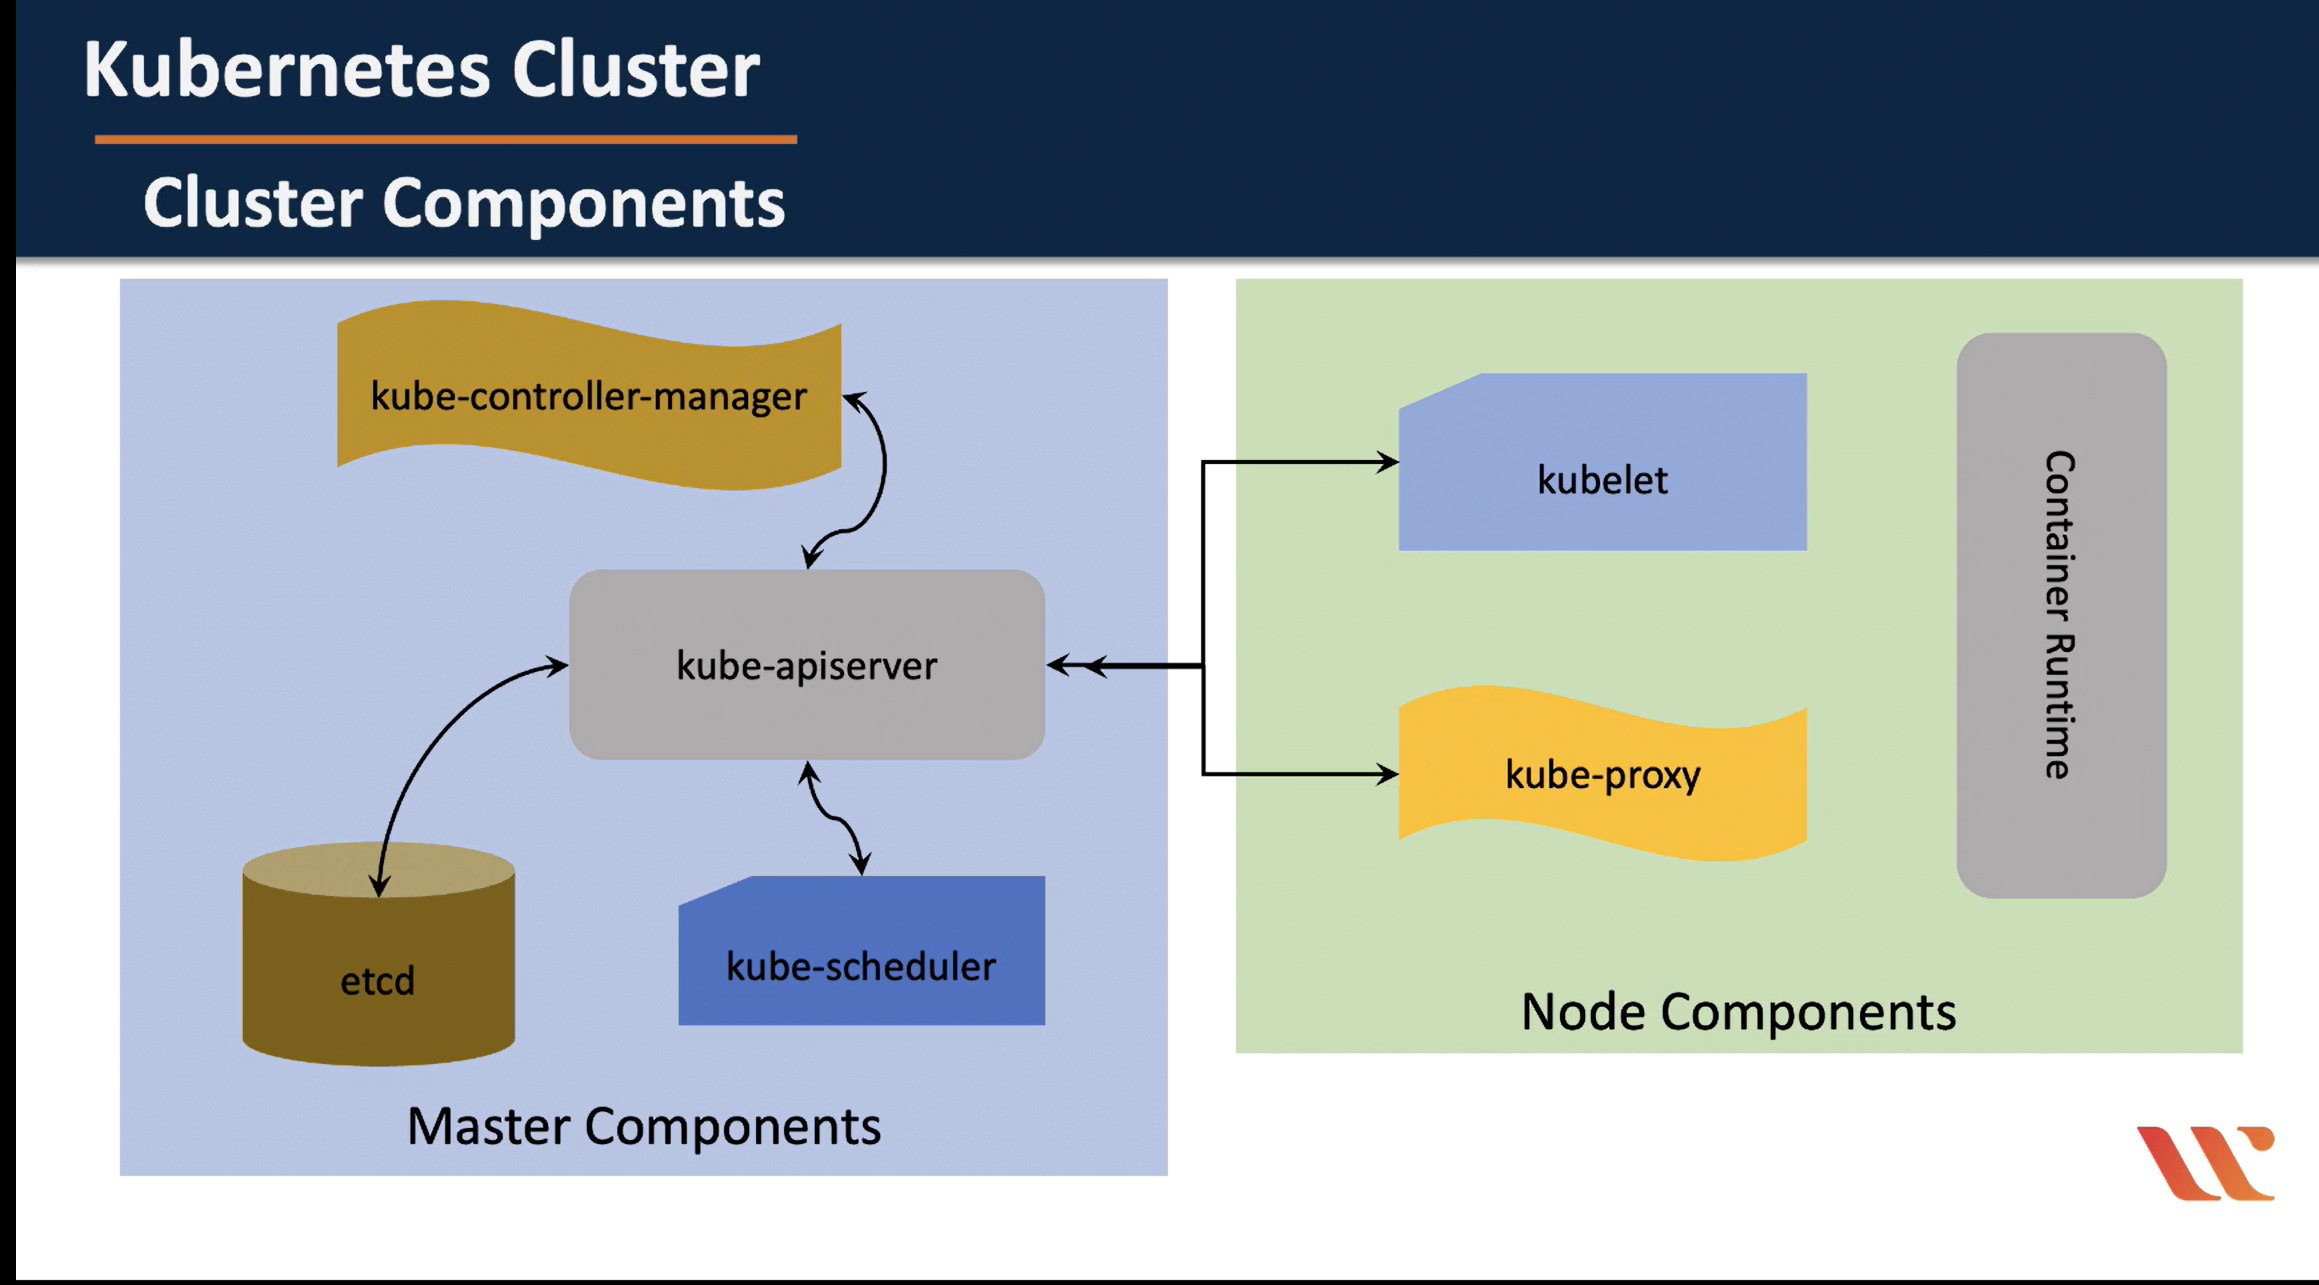 Kubernetes Cluster
Cluster Components
kube-controller-manager
kube-apiserver
etcd
kube-scheduler
Master Components
kubelet
kube-proxy
Container Runtime
Node Components